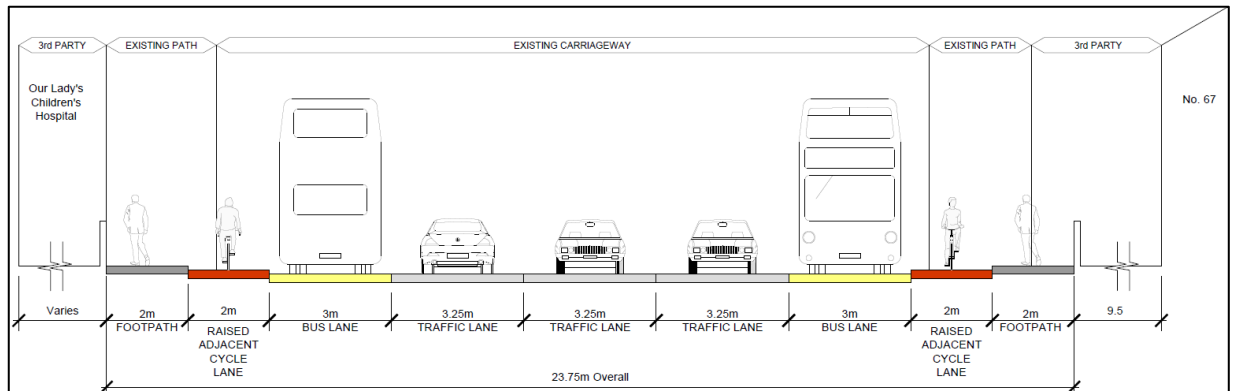 3rd PARTY
EXISTING PATH
EXISTING CARRIAGEWAY
EXISTING PATH
3rd PARTY
Our Lady's
Children's
Hospital
No. 67
Varies
2m
FOOTPATH
2m
RAISED
ADJACENT
CYCLE
LANE
3m
BUS LANE
3.25m
TRAFFIC LANE
3.25m
TRAFFIC LANE
3.25m
TRAFFIC LANE
3m
BUS LANE
2m
RAISED
ADJACENT
CYCLE
LANE
2m
FOOTPATH
9.5
23.75m Overall